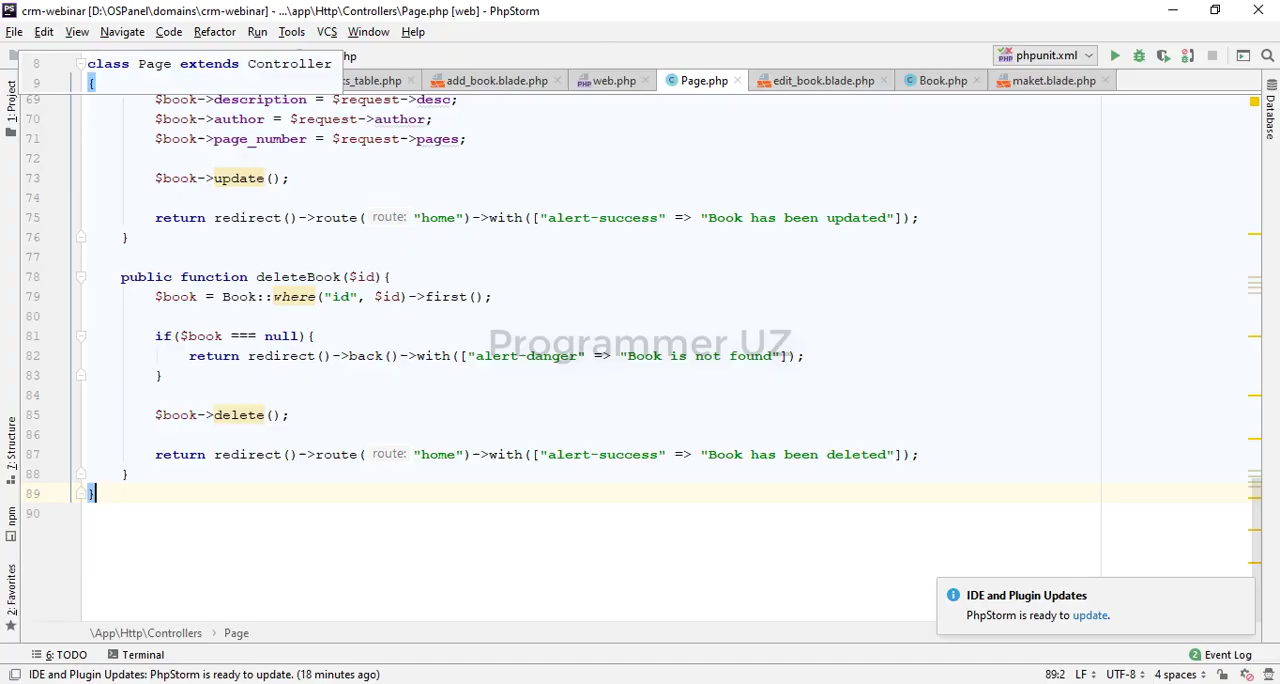 crm-webinar [D:\OSPanel\domains\crm-webinar] - ...\app\Http\Controllers\Page.php [web] - PhpStorm
File Edit View Navigate Code Refactor Run Tools VCS Window Help
hp
phpunit.xml
8 class Page extends Controller
9 {
ts_table.php add_book.blade.php web.php Page.php edit_book.blade.php Book.php maket.blade.php
69 $book->description = $request->desc;
70 $book->author = $request->author;
71 $book->page_number = $request->pages;
72
73 $book->update();
74
75 return redirect()->route( route: "home")->with(["alert-success" => "Book has been updated"]);
76 }
77
78 public function deleteBook($id){
79 $book = Book::where("id", $id)->first();
80
81 if($book === null){
82 return redirect()->back()->with(["alert-danger" => "Book is not found"]);
83 }
84
85 $book->delete();
86
87 return redirect()->route( route: "home")->with(["alert-success" => "Book has been deleted"]);
88 }
89 }
90
Programmer UZ
1: Project
7: Structure
npm
2: Favorites
Database
IDE and Plugin Updates
PhpStorm is ready to update.
\App\Http\Controllers › Page
6: TODO Terminal
2 Event Log
IDE and Plugin Updates: PhpStorm is ready to update. (18 minutes ago)
89:2 LF UTF-8 4 spaces